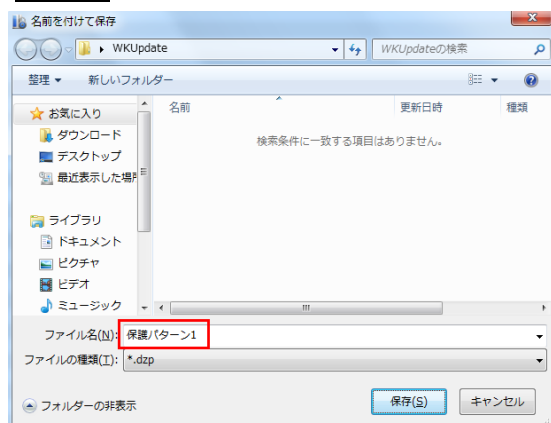 名前を付けて保存
WKUpdate
WKUpdateの検索
整理 新しいフォルダー
お気に入り
ダウンロード
デスクトップ
最近表示した場所
ライブラリ
ドキュメント
ピクチャ
ビデオ
ミュージック
名前 更新日時 種類
検索条件に一致する項目はありません。
ファイル名(N): 保護パターン1
ファイルの種類(T): *.dzp
フォルダーの非表示
保存(S) キャンセル